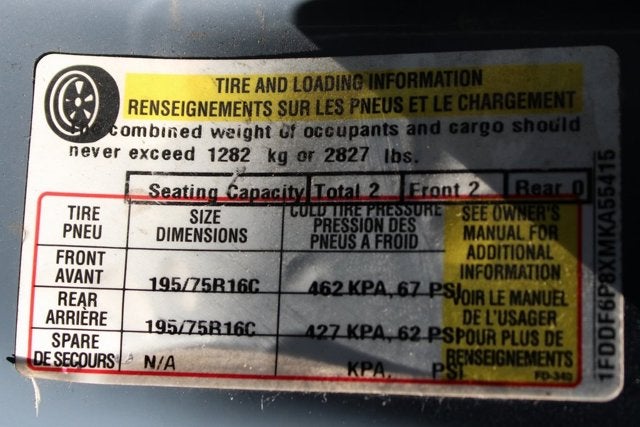 TIRE AND LOADING INFORMATION
RENSEIGNEMENTS SUR LES PNEUS ET LE CHARGEMENT
The combined weight of occupants and cargo should
never exceed 1282 kg or 2827 lbs.
Seating Capacity Total 2 Front 2 Rear 0
TIRE
PNEU
SIZE
DIMENSIONS
COLD TIRE PRESSURE
PRESSION DES
PNEUS A FROID
SEE OWNER'S
MANUAL FOR
ADDITIONAL
INFORMATION
FRONT
AVANT
195/75R16C
462 KPA, 67 PSI
REAR
ARRIÈRE
195/75R16C
427 KPA, 62 PSI
SPARE
DE SECOURS
N/A
KPA, PSI
VOIR LE MANUEL
DE L'USAGER
POUR PLUS DE
RENSEIGNEMENTS
FD-343
1FDDF6P8XMKA55415